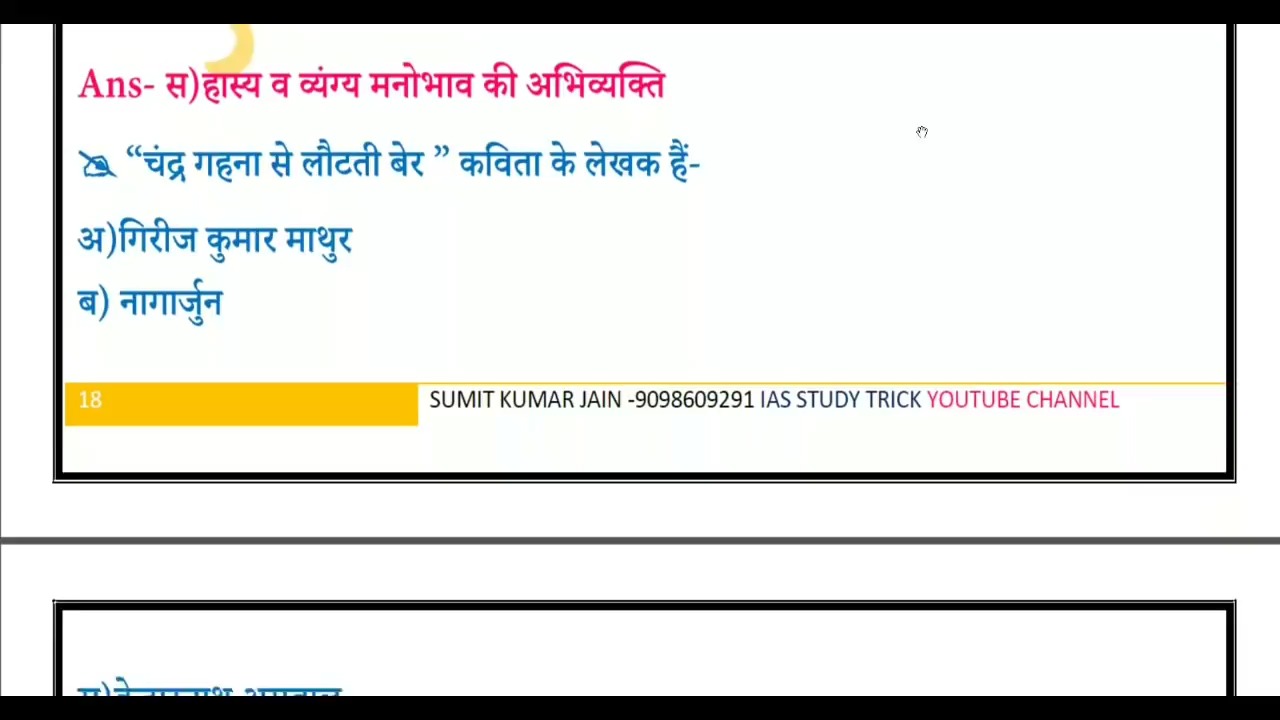 Ans- स)हास्य व व्यंग्य मनोभाव की अभिव्यक्ति
“चंद्र गहना से लौटती बेर ” कविता के लेखक हैं-
अ)गिरीज कुमार माथुर
ब) नागार्जुन
18 SUMIT KUMAR JAIN -9098609291 IAS STUDY TRICK YOUTUBE CHANNEL